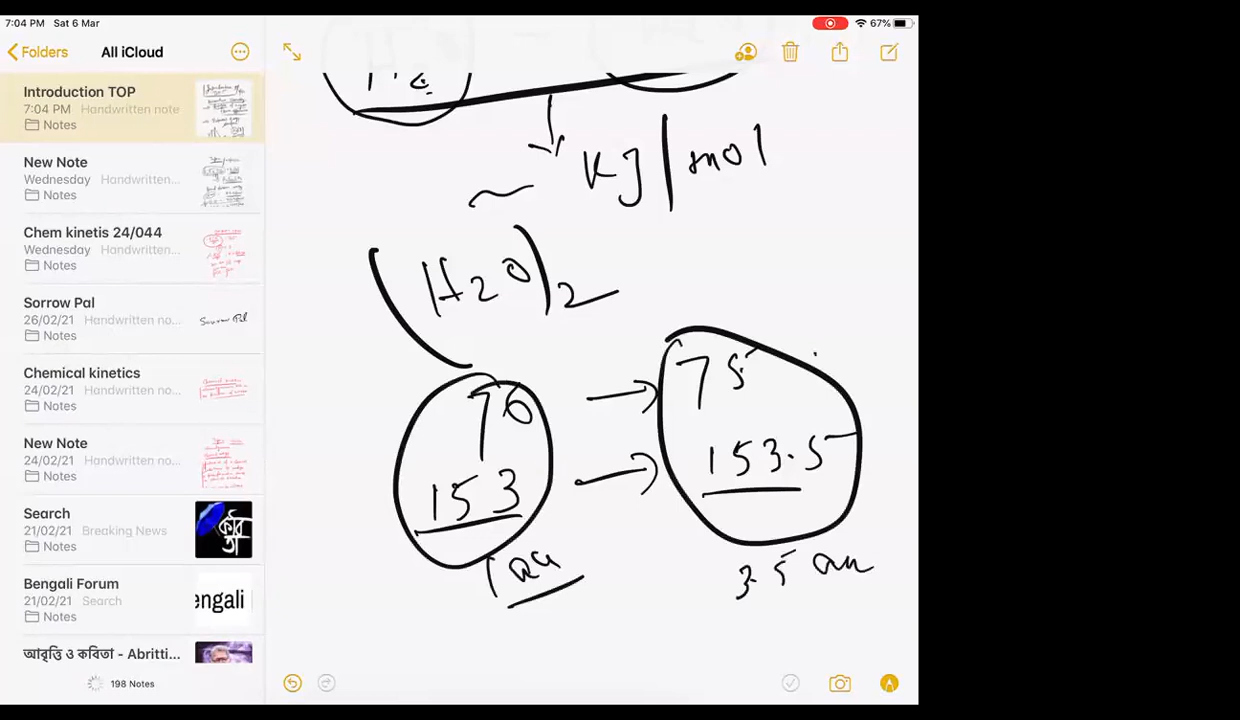 7:04 PM Sat 6 Mar
67%
Folders
All iCloud
Introduction TOP
7:04 PM Handwritten note
Notes
New Note
Wednesday Handwritten...
Notes
Chem kinetis 24/044
Wednesday Handwritten...
Notes
Sorrow Pal
26/02/21 Handwritten no...
Notes
Chemical kinetics
24/02/21 Handwritten no...
Notes
New Note
24/02/21 Handwritten no...
Notes
Search
21/02/21 Breaking News
Notes
Bengali Forum
21/02/21 Search
Notes
engali
আবৃত্তি ও কবিতা - Abritti...
198 Notes
KJ/mol
(H2O)2
76 → 75
153 → 153.5
3.5 au